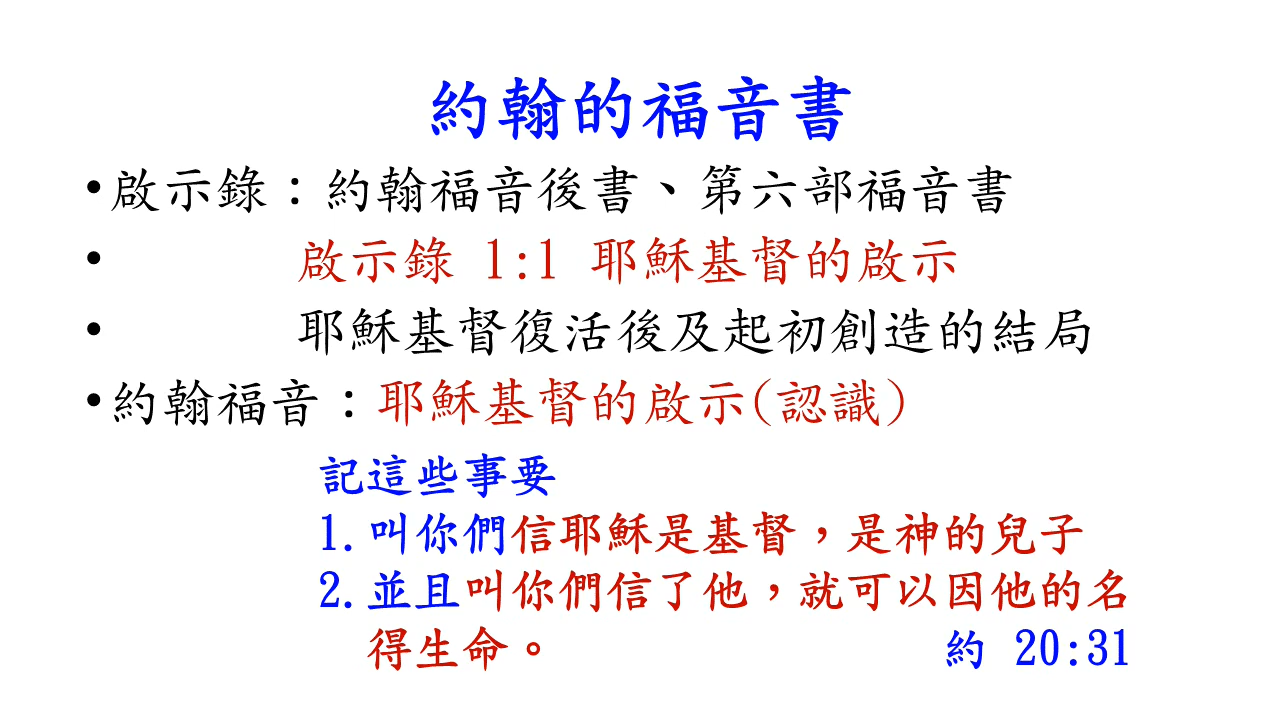 約翰的福音書
•啟示錄：約翰福音後書、第六部福音書
• 啟示錄 1:1 耶穌基督的啟示
• 耶穌基督復活後及起初創造的結局
•約翰福音：耶穌基督的啟示(認識)
記這些事要
1.叫你們信耶穌是基督，是神的兒子
2.並且叫你們信了他，就可以因他的名
得生命。 約 20:31